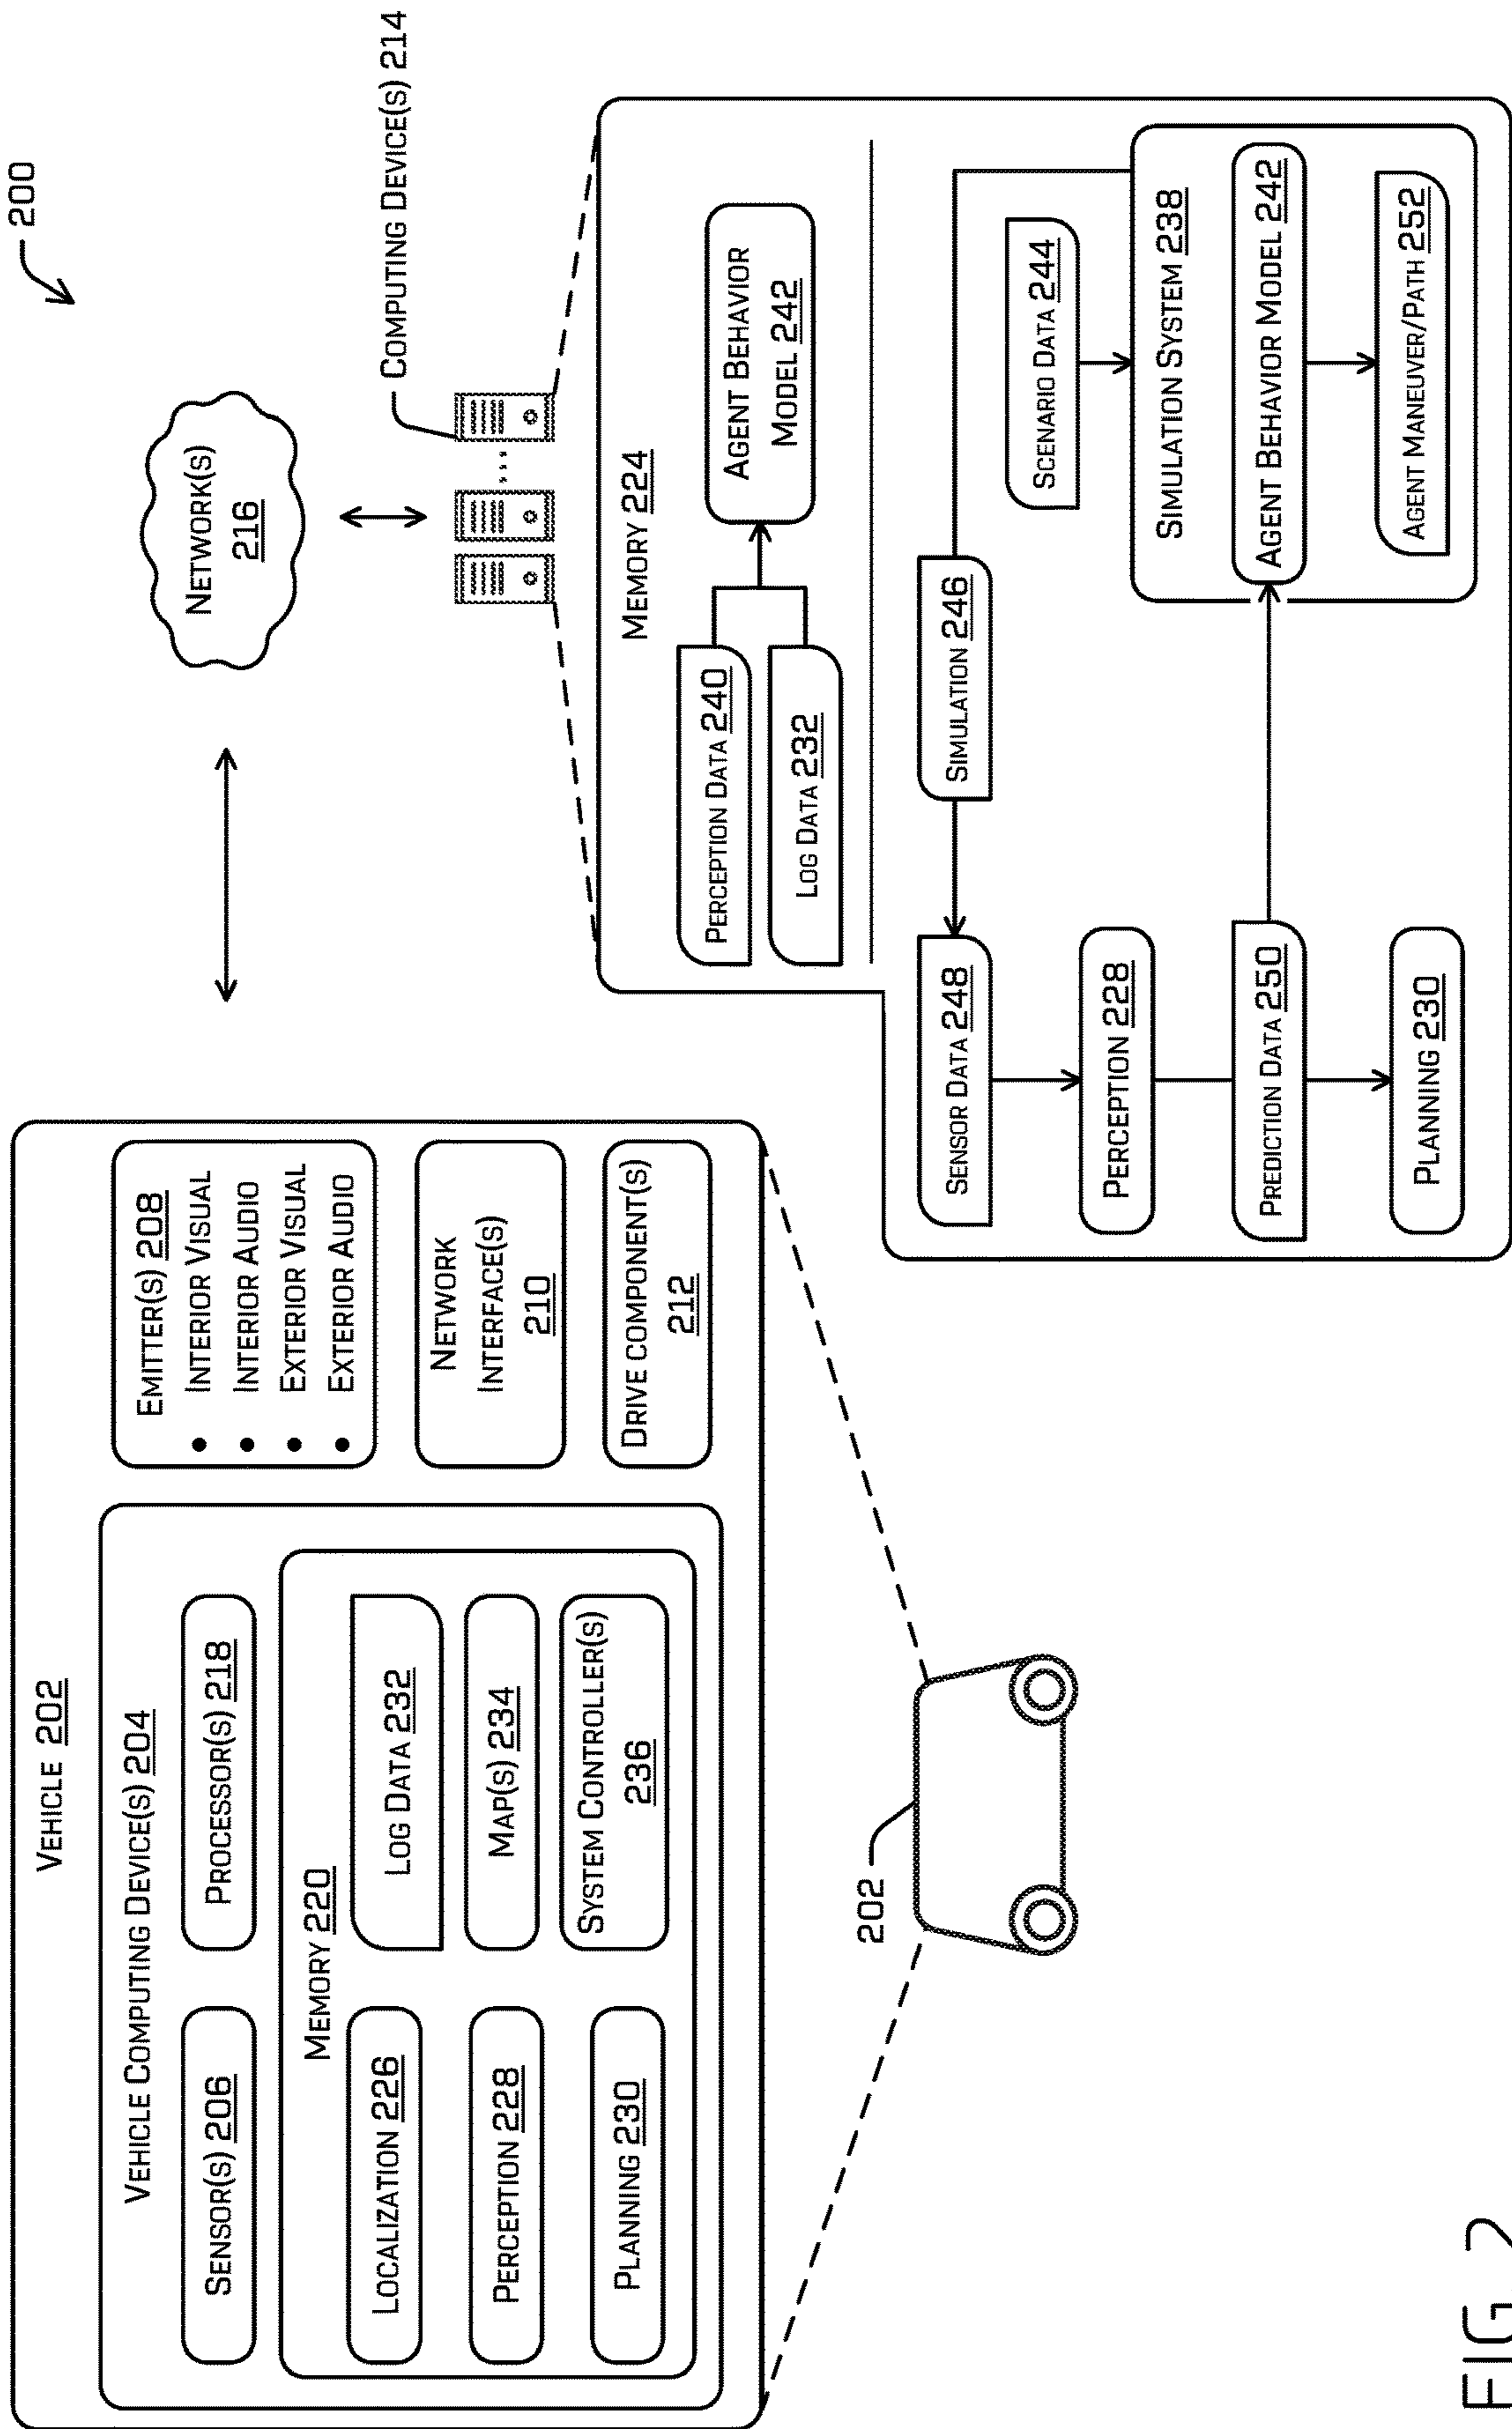 200
VEHICLE 202
VEHICLE COMPUTING DEVICE(S) 204
SENSOR(S) 206
PROCESSOR(S) 218
MEMORY 220
LOCALIZATION 226
LOG DATA 232
PERCEPTION 228
MAP(S) 234
PLANNING 230
SYSTEM CONTROLLER(S)
236
EMITTER(S) 208
• INTERIOR VISUAL
• INTERIOR AUDIO
• EXTERIOR VISUAL
• EXTERIOR AUDIO
NETWORK
INTERFACE(S)
210
DRIVE COMPONENT(S)
212
202
NETWORK(S)
216
COMPUTING DEVICE(S) 214
MEMORY 224
PERCEPTION DATA 240
LOG DATA 232
AGENT BEHAVIOR
MODEL 242
SENSOR DATA 248
SIMULATION 246
SCENARIO DATA 244
PERCEPTION 228
SIMULATION SYSTEM 238
PREDICTION DATA 250
AGENT BEHAVIOR MODEL 242
PLANNING 230
AGENT MANEUVER/PATH 252
FIG. 2